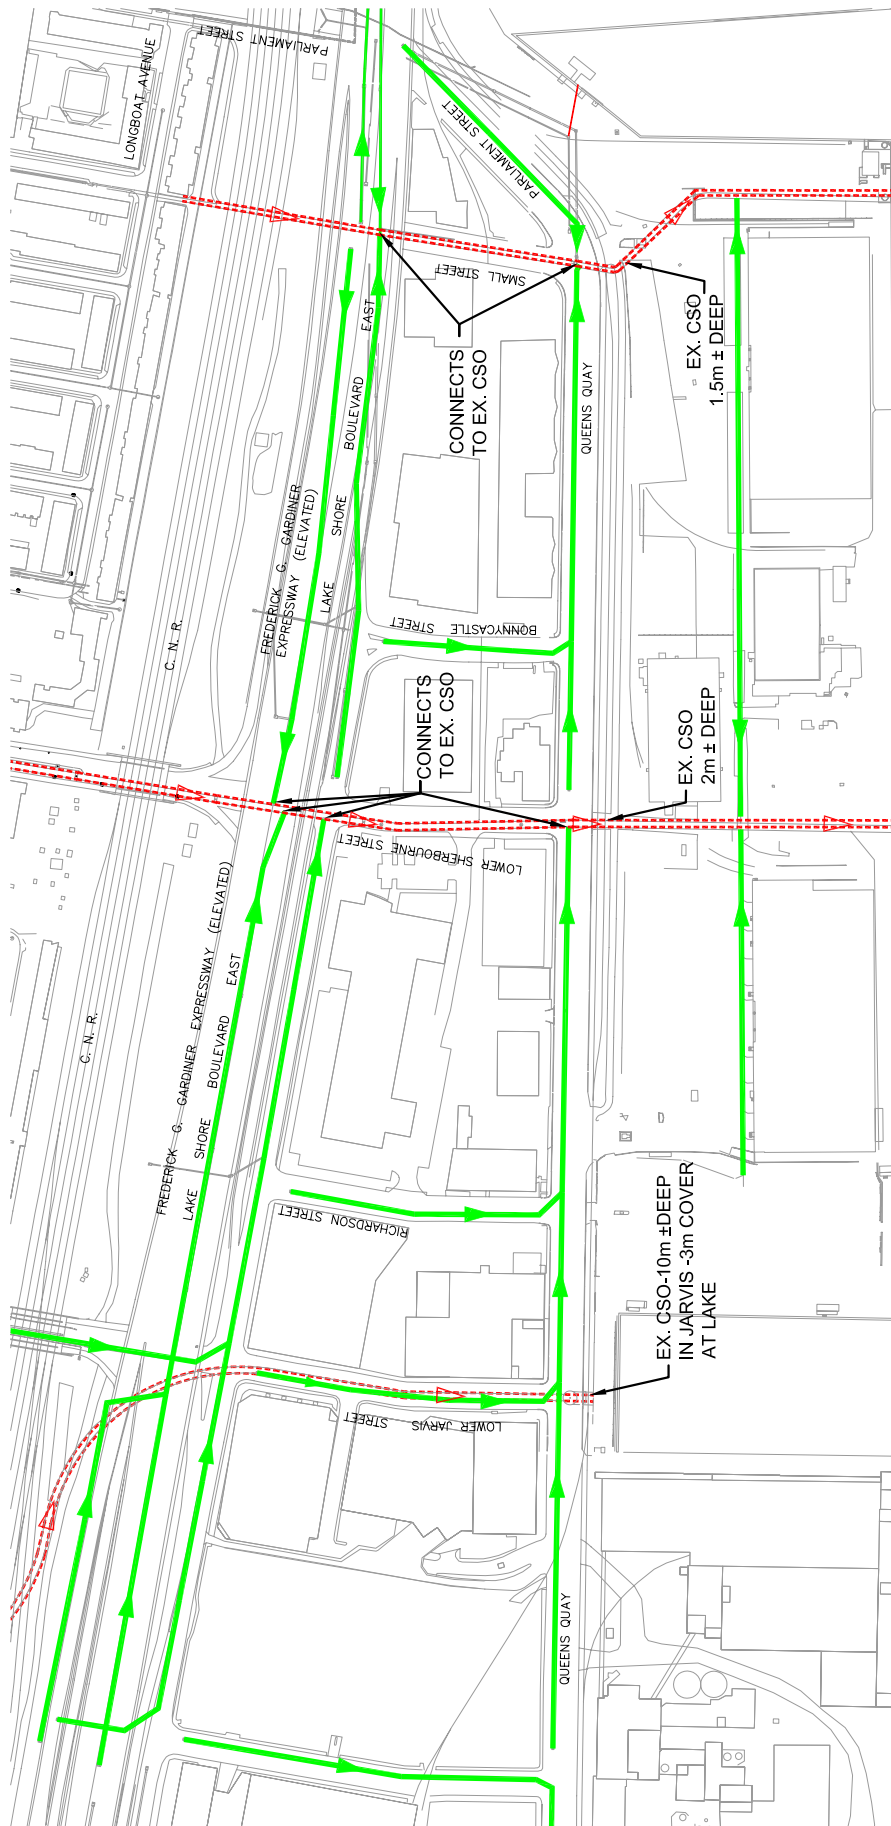 PARLIAMENT STREET
LONGBOAT AVENUE
PARLIAMENT STREET
SMALL STREET
CONNECTS
TO EX. CSO
EX. CSO
1.5m ± DEEP
QUEENS QUAY
LAKE SHORE BOULEVARD EAST
FREDERICK G. GARDINER
EXPRESSWAY (ELEVATED)
C. N. R.
BONNYCASTLE STREET
CONNECTS
TO EX. CSO
EX. CSO
2m ± DEEP
LOWER SHERBOURNE STREET
FREDERICK G. GARDINER EXPRESSWAY (ELEVATED)
LAKE SHORE BOULEVARD EAST
C. N. R.
RICHARDSON STREET
EX. CSO-10m ±DEEP
IN JARVIS -3m COVER
AT LAKE
LOWER JARVIS STREET
QUEENS QUAY